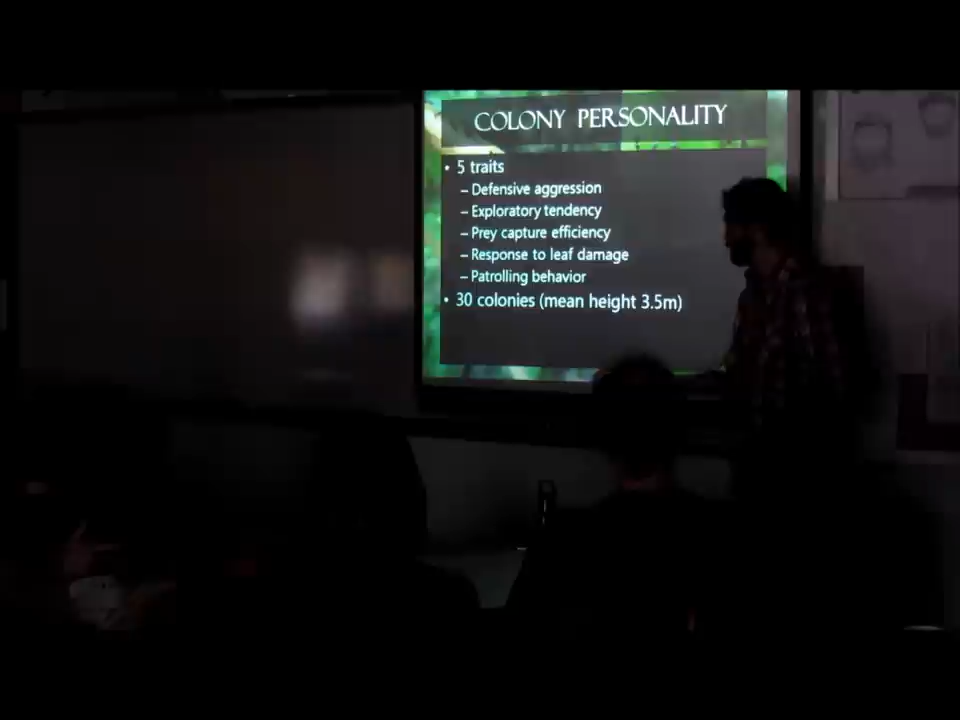 COLONY PERSONALITY
• 5 traits
– Defensive aggression
– Exploratory tendency
– Prey capture efficiency
– Response to leaf damage
– Patrolling behavior
• 30 colonies (mean height 3.5m)